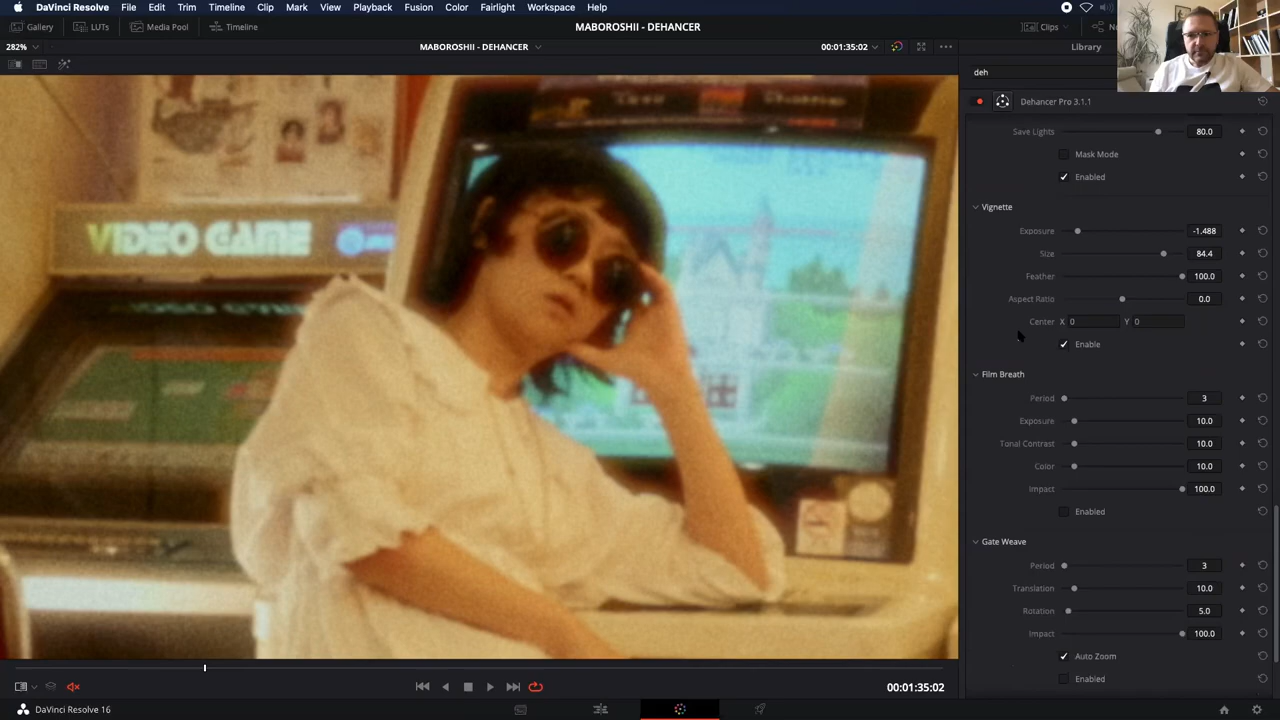 DaVinci Resolve File Edit Trim Timeline Clip Mark View Playback Fusion Color Fairlight Workspace Help
Gallery LUTs Media Pool Timeline MABOROSHII - DEHANCER Clips
282% MABOROSHII - DEHANCER 00:01:35:02 Library
deh
Dehancer Pro 3.1.1
Save Lights 80.0
Mask Mode
Enabled
Vignette
Exposure -1.488
Size 84.4
Feather 100.0
Aspect Ratio 0.0
Center X 0 Y 0
Enable
Film Breath
Period 3
Exposure 10.0
Tonal Contrast 10.0
Color 10.0
Impact 100.0
Enabled
Gate Weave
Period 3
Translation 10.0
Rotation 5.0
Impact 100.0
Auto Zoom
Enabled
VIDEO GAME
00:01:35:02
DaVinci Resolve 16